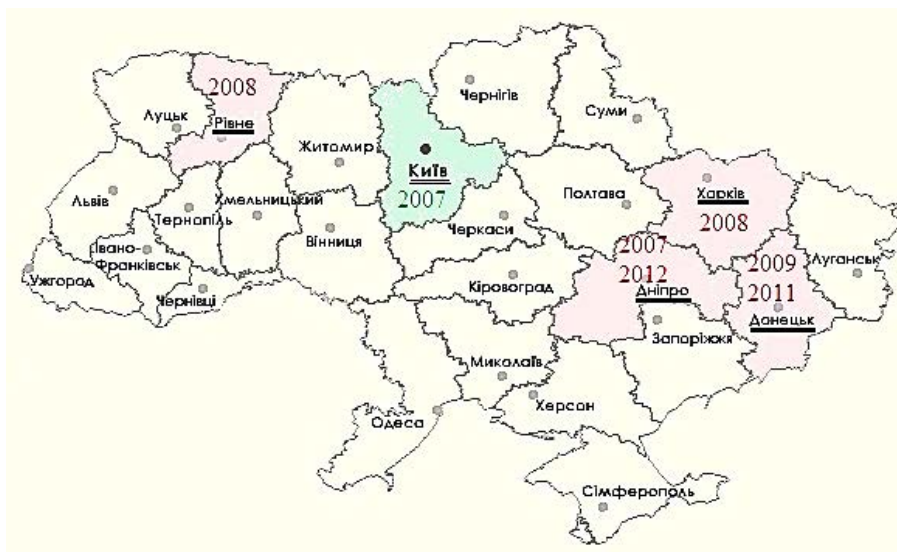 Чернігів
2008
Луцьк
Суми
Рівне
Житомир
Київ
2007
Полтава
Харків
2008
Львів
Хмельницький
Тернопіль
Черкаси
Вінниця
2007
2012
Дніпро
2009
2011
Донецьк
Луганськ
Івано-
Франківськ
Ужгород
Чернівці
Кіровоград
Запоріжжя
Миколаїв
Херсон
Одеса
Сімферополь